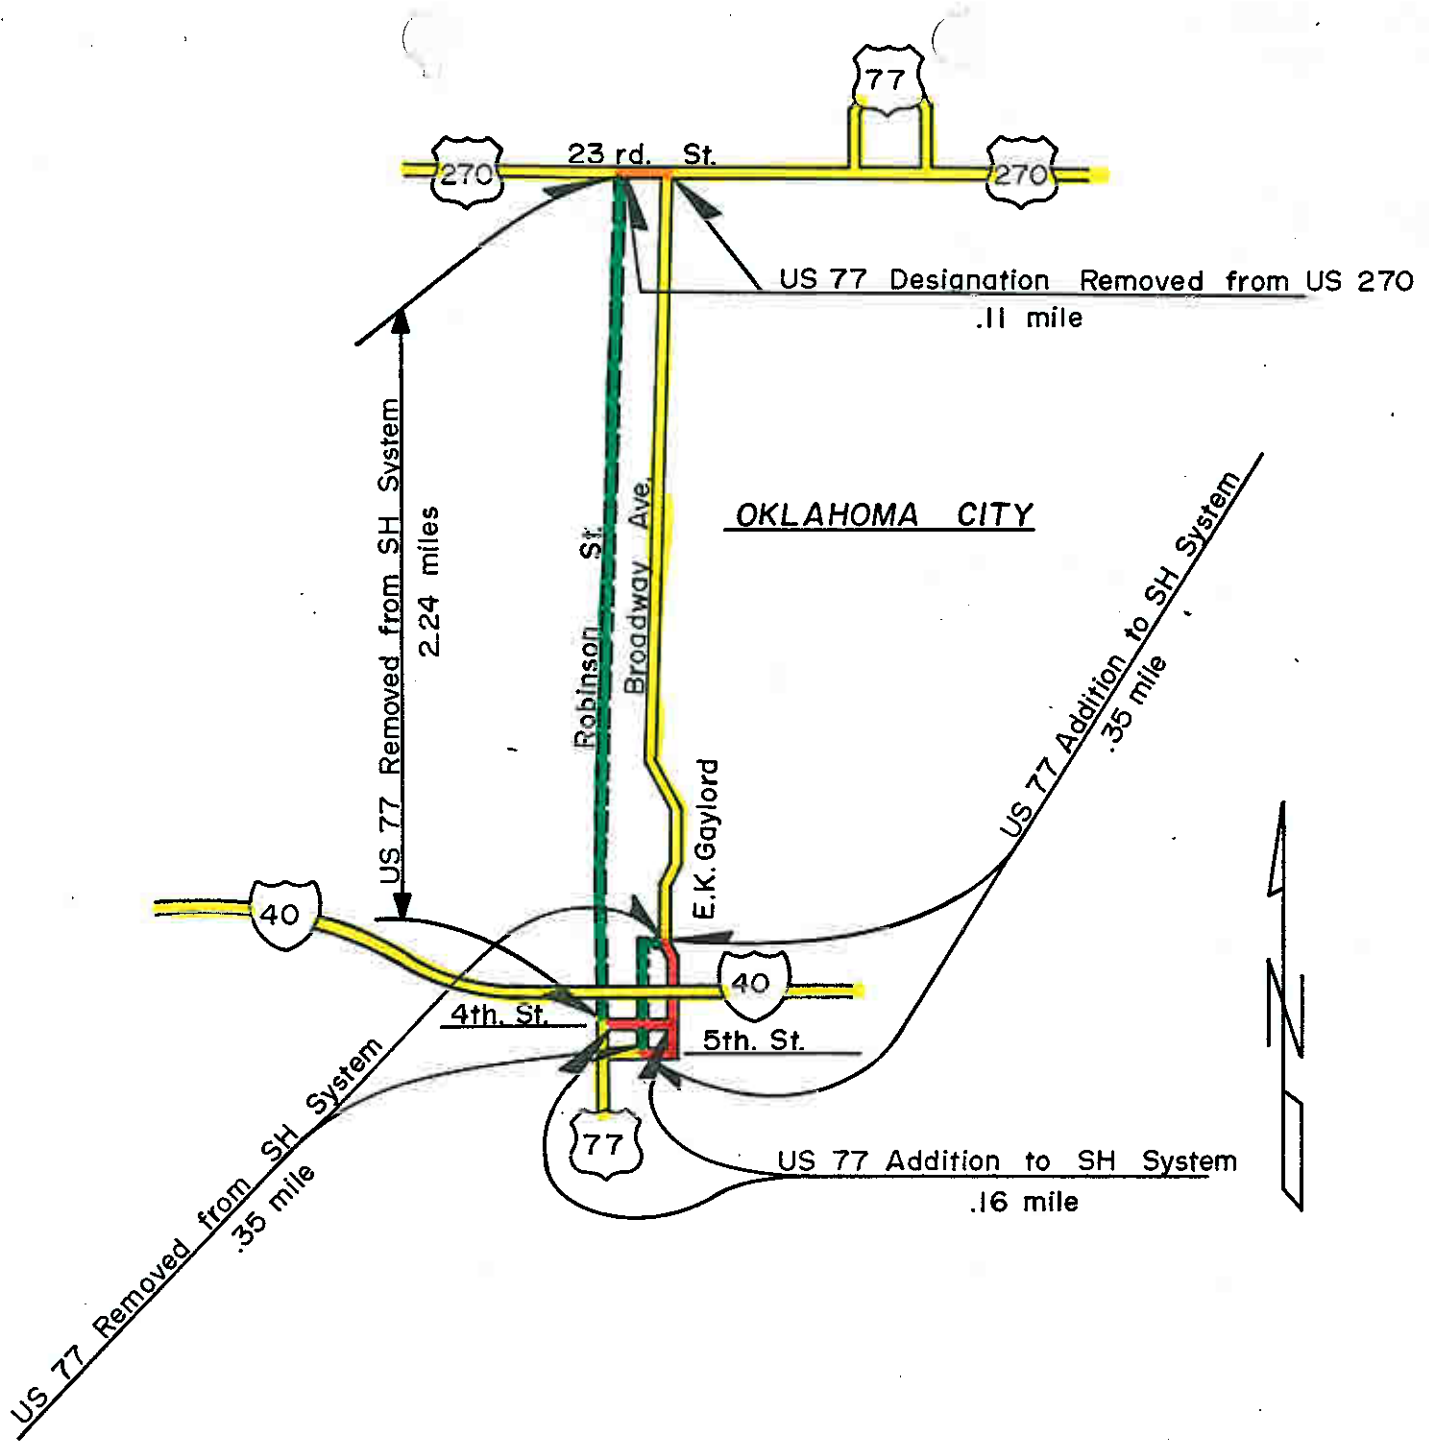 77
23 rd. St.
270
270
US 77 Designation Removed from US 270
.11 mile
US 77 Removed from SH System
2.24 miles
OKLAHOMA CITY
Robinson St.
Broadway Ave.
US 77 Addition to SH System
.35 mile
E.K. Gaylord
40
40
4th. St.
5th. St.
77
US 77 Removed from SH System
.35 mile
US 77 Addition to SH System
.16 mile
N